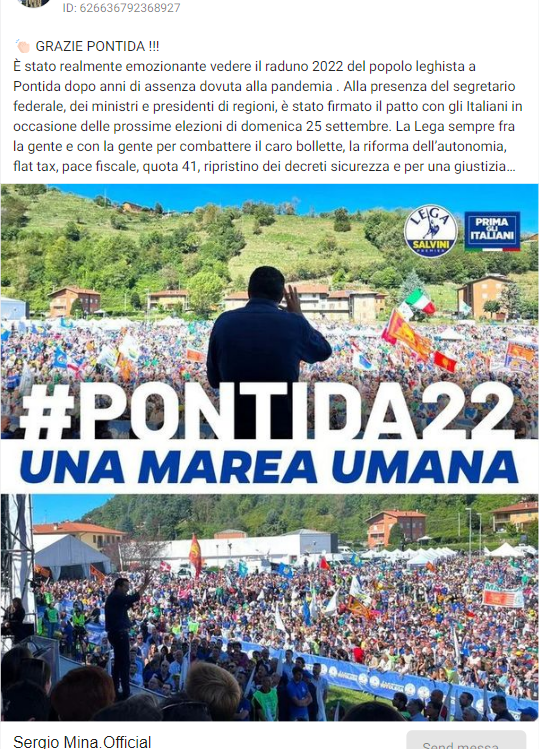 ID: 626636792368927
👏🏻 GRAZIE PONTIDA !!!
È stato realmente emozionante vedere il raduno 2022 del popolo leghista a
Pontida dopo anni di assenza dovuta alla pandemia . Alla presenza del segretario
federale, dei ministri e presidenti di regioni, è stato firmato il patto con gli Italiani in
occasione delle prossime elezioni di domenica 25 settembre. La Lega sempre fra
la gente e con la gente per combattere il caro bollette, la riforma dell’autonomia,
flat tax, pace fiscale, quota 41, ripristino dei decreti sicurezza e per una giustizia…
LEGA
SALVINI
PREMIER
PRIMA
GLI
ITALIANI
#PONTIDA22
UNA MAREA UMANA
Sergio Mina.Official
Send messa...